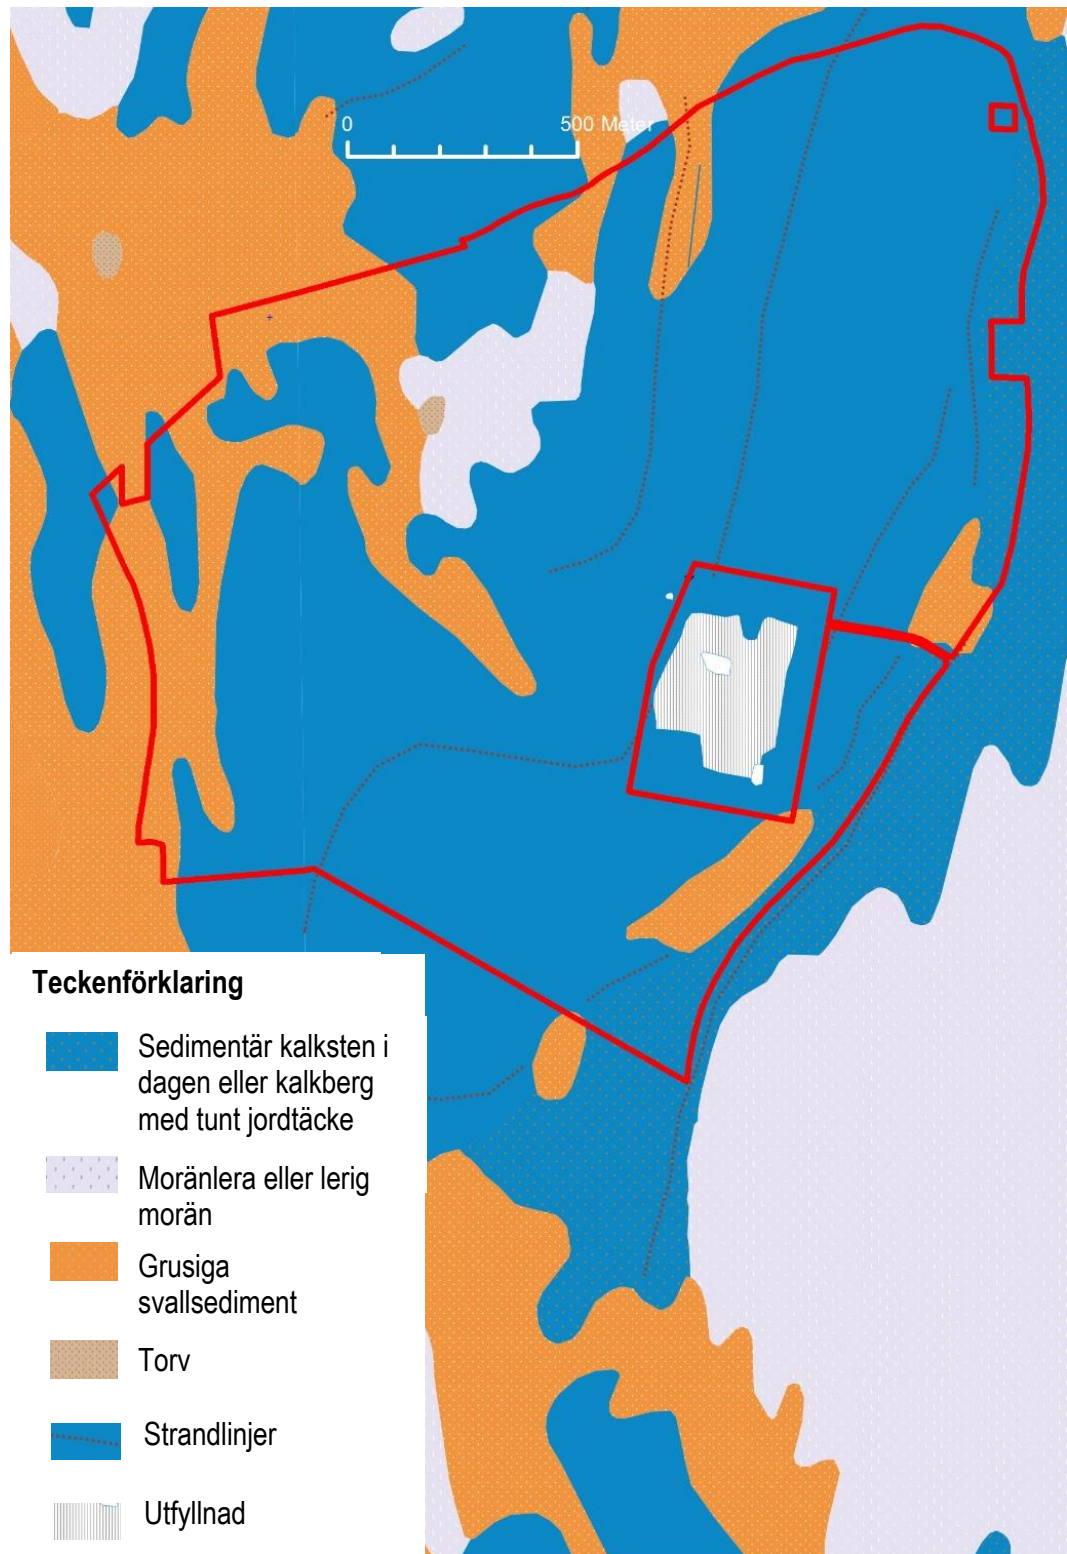 0 500 Meter
Teckenförklaring
Sedimentär kalksten i
dagen eller kalkberg
med tunt jordtäcke
Moränlera eller lerig
morän
Grusiga
svallsediment
Torv
Strandlinjer
Utfyllnad